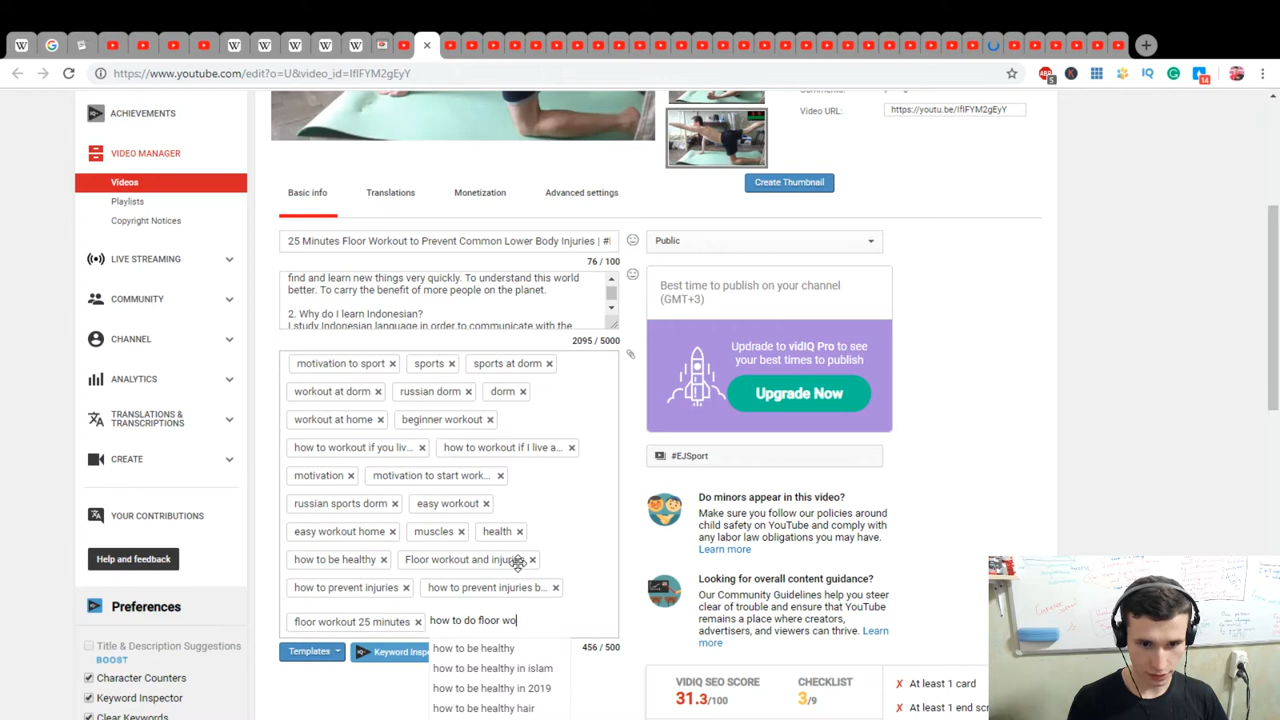 https://www.youtube.com/edit?o=U&video_id=IfIFYM2gEyY
ACHIEVEMENTS
VIDEO MANAGER
Videos
Playlists
Copyright Notices
LIVE STREAMING
COMMUNITY
CHANNEL
ANALYTICS
TRANSLATIONS &
TRANSCRIPTIONS
CREATE
YOUR CONTRIBUTIONS
Help and feedback
Preferences
Title & Description Suggestions
BOOST
Character Counters
Keyword Inspector
Clear Keywords
Video URL:
https://youtu.be/IfIFYM2gEyY
Create Thumbnail
Basic info
Translations
Monetization
Advanced settings
25 Minutes Floor Workout to Prevent Common Lower Body Injuries | #
76 / 100
find and learn new things very quickly. To understand this world
better. To carry the benefit of more people on the planet.
2. Why do I learn Indonesian?
I study Indonesian language in order to communicate with the
2095 / 5000
motivation to sport × sports × sports at dorm ×
workout at dorm × russian dorm × dorm ×
workout at home × beginner workout ×
how to workout if you liv... × how to workout if I live a... ×
motivation × motivation to start work... ×
russian sports dorm × easy workout ×
easy workout home × muscles × health ×
how to be healthy × Floor workout and injuries ×
how to prevent injuries × how to prevent injuries b... ×
floor workout 25 minutes × how to do floor wo
456 / 500
Templates
Keyword Inspe
how to be healthy
how to be healthy in islam
how to be healthy in 2019
how to be healthy hair
Public
Best time to publish on your channel
(GMT+3)
Upgrade to vidIQ Pro to see
your best times to publish
Upgrade Now
#EJSport
Do minors appear in this video?
Make sure you follow our policies around
child safety on YouTube and comply with
any labor law obligations you may have.
Learn more
Looking for overall content guidance?
Our Community Guidelines help you steer
clear of trouble and ensure that YouTube
remains a place where creators,
advertisers, and viewers can thrive. Learn
more
VIDIQ SEO SCORE
31.3/100
CHECKLIST
3/9
✗ At least 1 card
✗ At least 1 end scr
5
14